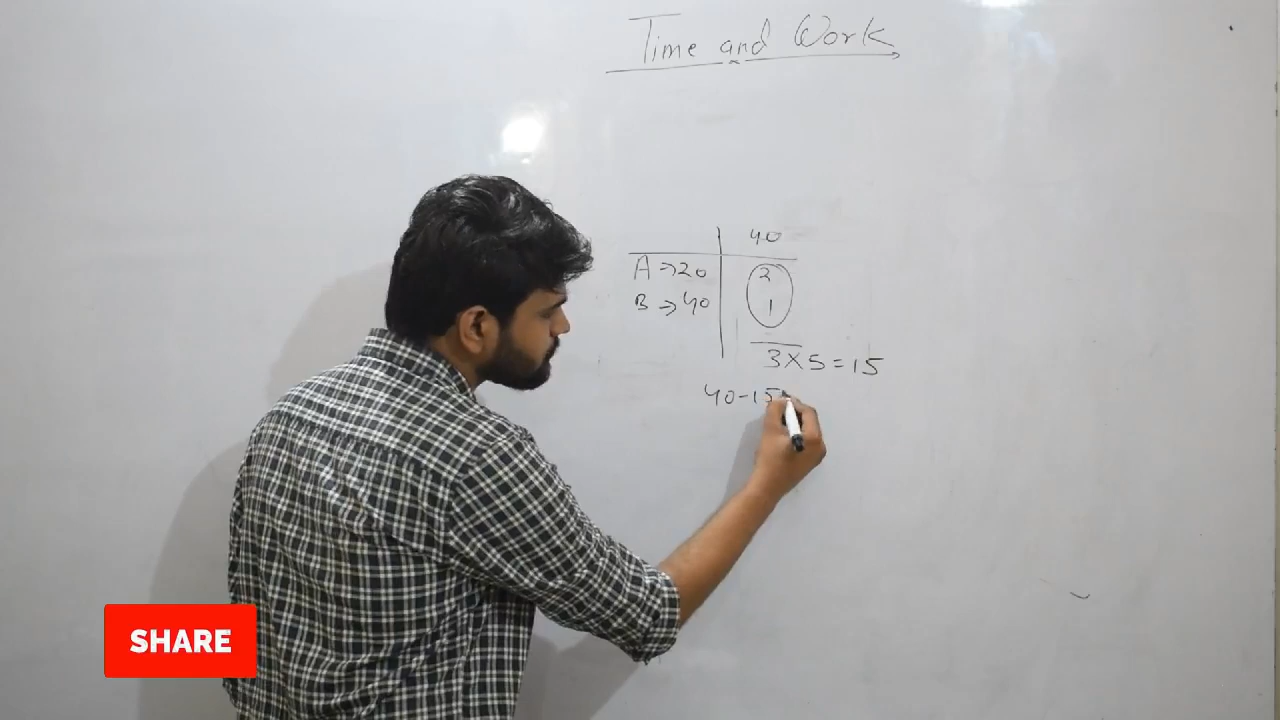 Time and Work
40
A → 20 2
B → 40 1
3 X 5 = 15
40 - 15
SHARE